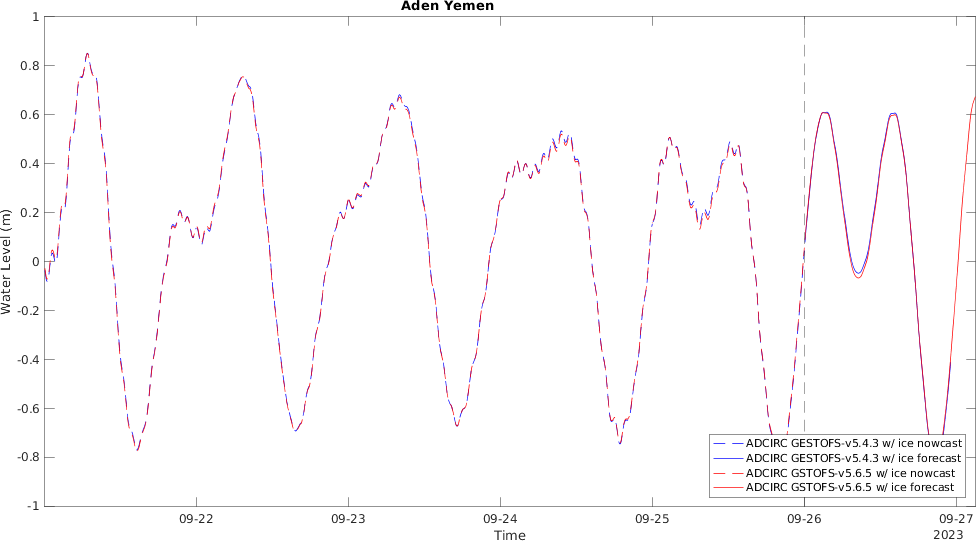 Aden Yemen
1
0.8
0.6
0.4
0.2
0
-0.2
-0.4
-0.6
-0.8
-1
Water Level (m)
09-22
09-23
09-24
09-25
09-26
09-27
Time
2023
ADCIRC GESTOFS-v5.4.3 w/ ice nowcast
ADCIRC GESTOFS-v5.4.3 w/ ice forecast
ADCIRC GSTOFS-v5.6.5 w/ ice nowcast
ADCIRC GSTOFS-v5.6.5 w/ ice forecast